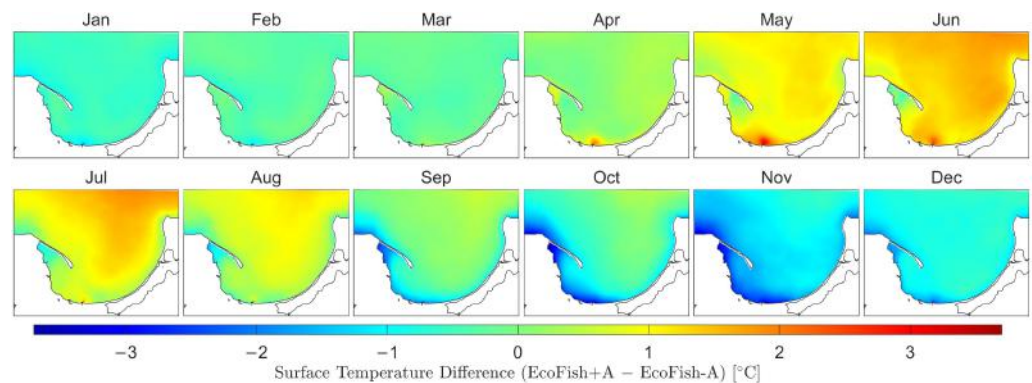 Jan Feb Mar Apr May Jun
Jul Aug Sep Oct Nov Dec
−3 −2 −1 0 1 2 3
Surface Temperature Difference (EcoFish+A − EcoFish-A) [°C]